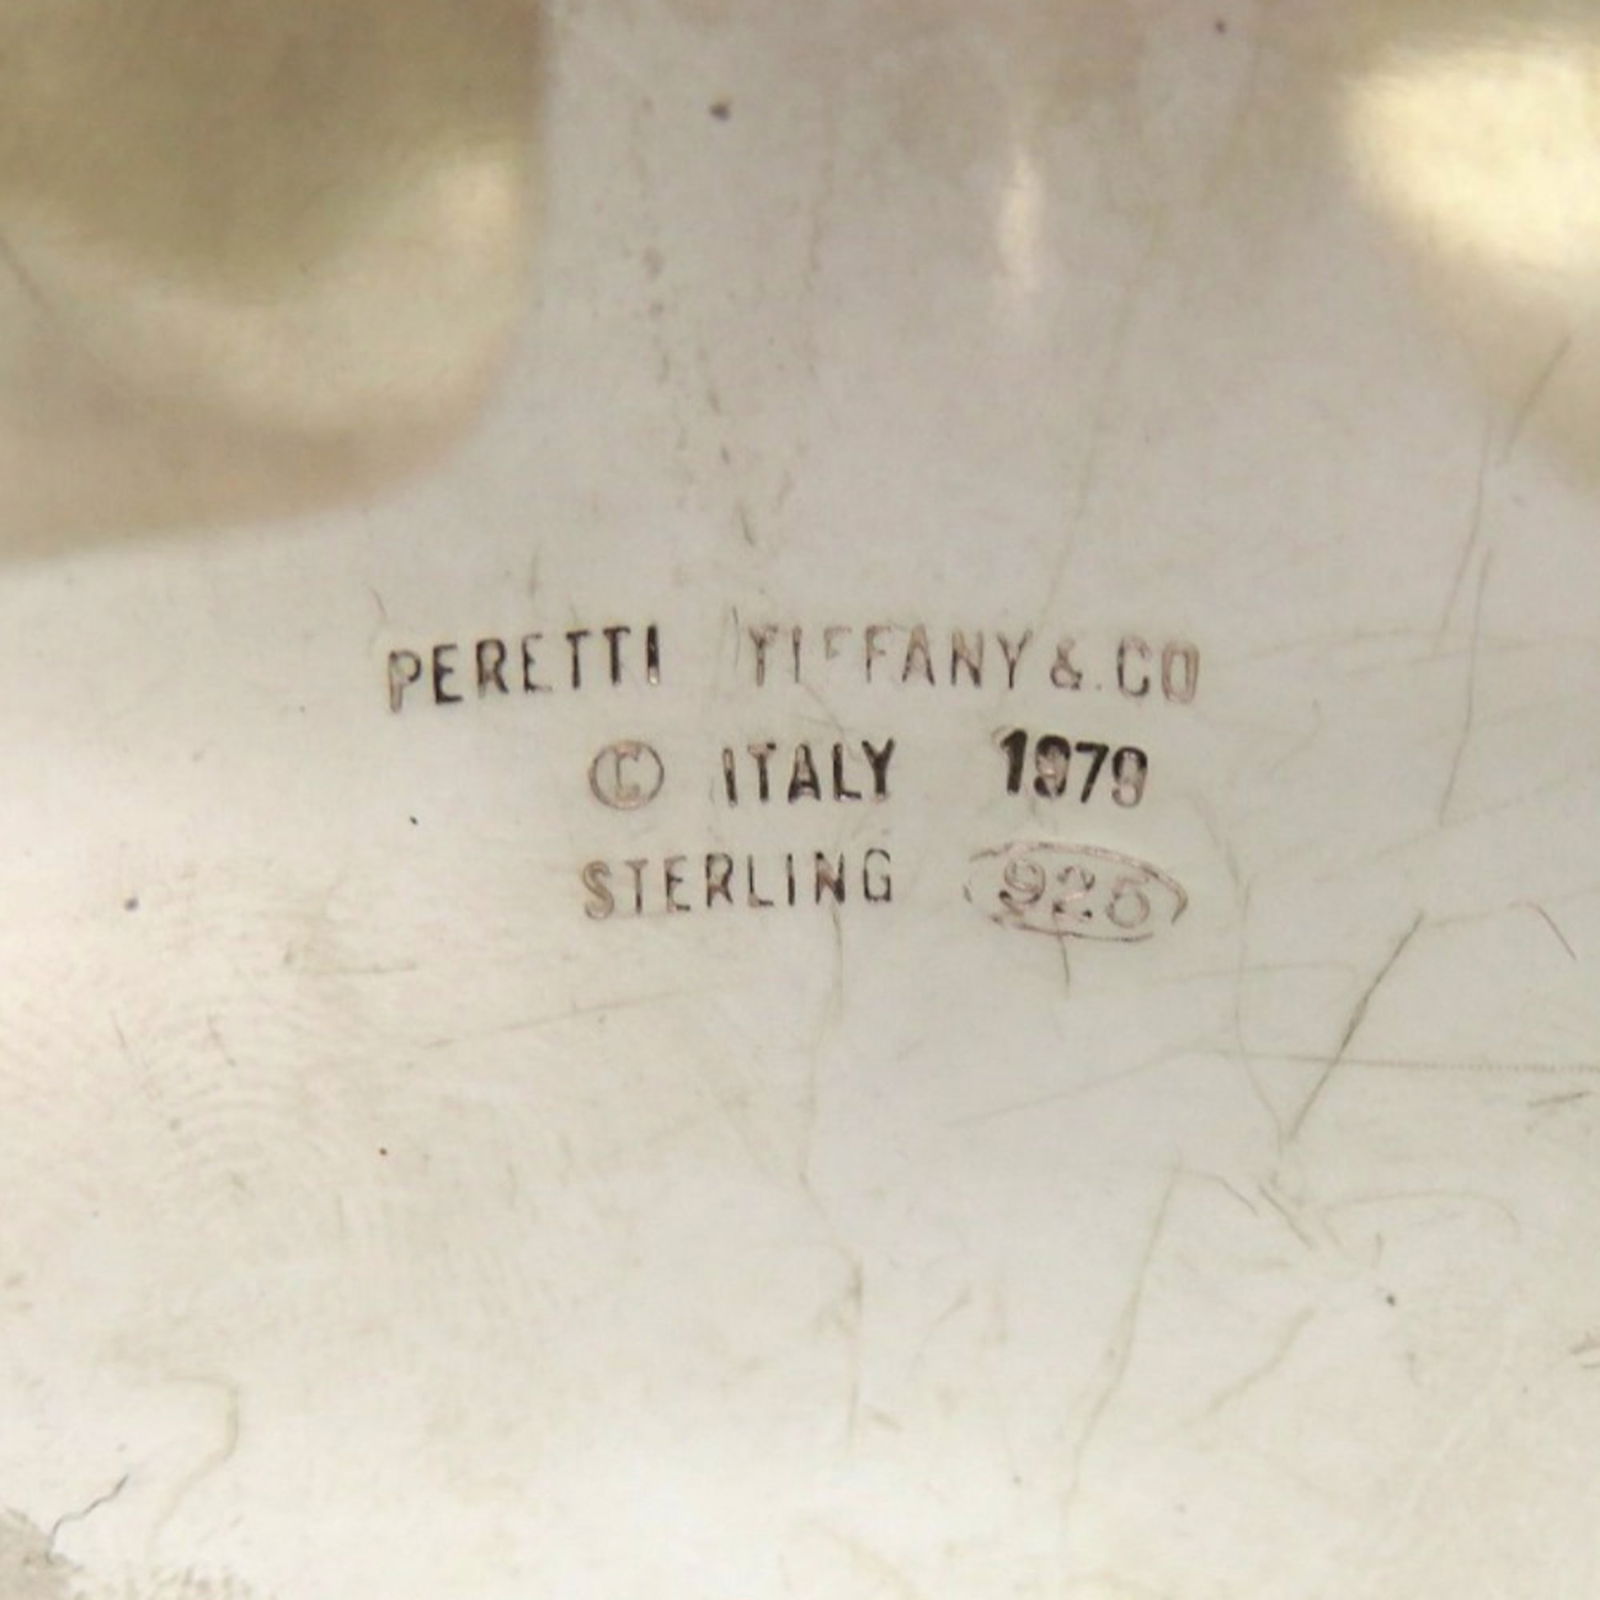 PERETTI TIFFANY & CO
© ITALY 1979
STERLING 925